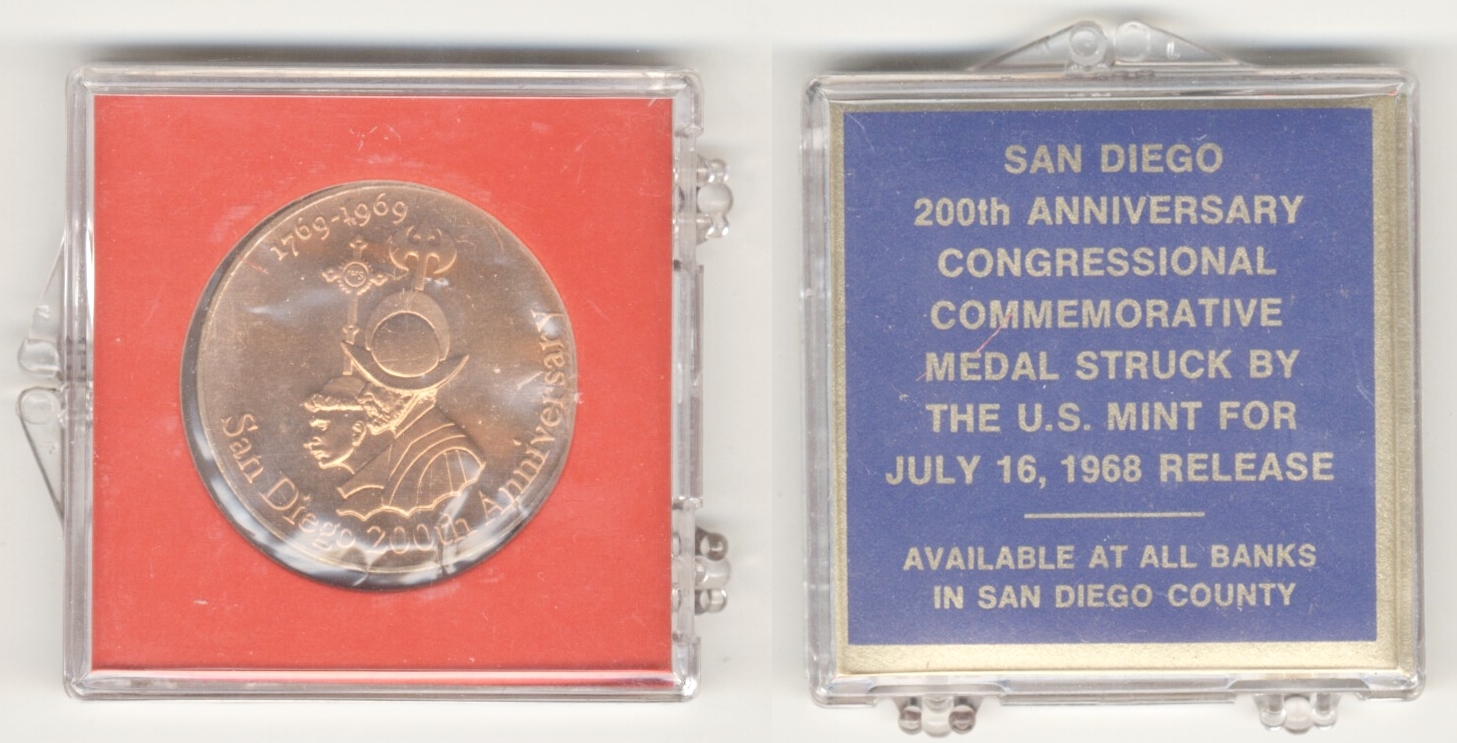 1769-1969
San Diego 200th Anniversary
SAN DIEGO
200th ANNIVERSARY
CONGRESSIONAL
COMMEMORATIVE
MEDAL STRUCK BY
THE U.S. MINT FOR
JULY 16, 1968 RELEASE
AVAILABLE AT ALL BANKS
IN SAN DIEGO COUNTY